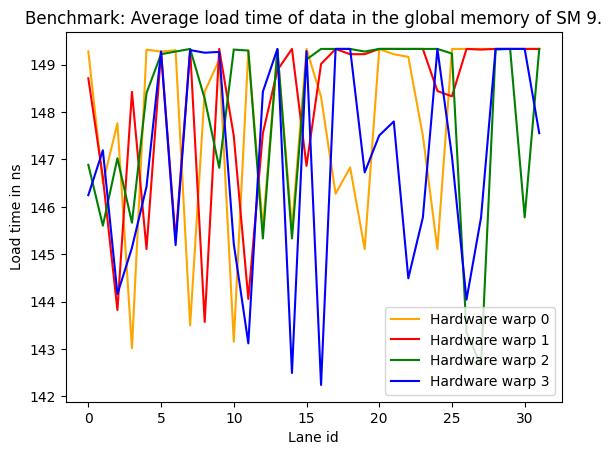 Benchmark: Average load time of data in the global memory of SM 9.
Load time in ns
149
148
147
146
145
144
143
142
0 5 10 15 20 25 30
Lane id
Hardware warp 0
Hardware warp 1
Hardware warp 2
Hardware warp 3